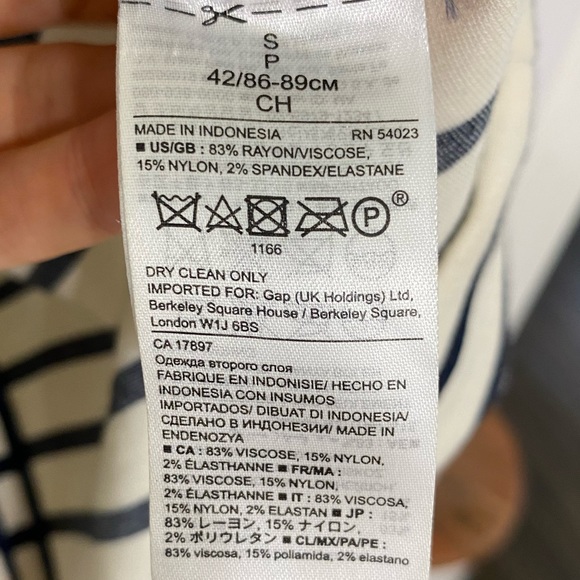 S
P
42/86-89СМ
CH
MADE IN INDONESIA RN 54023
■ US/GB : 83% RAYON/VISCOSE,
15% NYLON, 2% SPANDEX/ELASTANE
P ®
1166
DRY CLEAN ONLY
IMPORTED FOR: Gap (UK Holdings) Ltd,
Berkeley Square House / Berkeley Square,
London W1J 6BS
CA 17897
Одежда второго слоя
FABRIQUE EN INDONISIE/ HECHO EN
INDONESIA CON INSUMOS
IMPORTADOS/ DIBUAT DI INDONESIA/
СДЕЛАНО В ИНДОНЕЗИИ/ MADE IN
ENDENOZYA
■ CA : 83% VISCOSE, 15% NYLON,
2% ÉLASTHANNE ■ FR/MA :
83% VISCOSE, 15% NYLON,
2% ÉLASTHANNE ■ IT : 83% VISCOSA,
15% NYLON, 2% ELASTAN ■ JP :
83% レーヨン, 15% ナイロン,
2% ポリウレタン ■ CL/MX/PA/PE :
83% viscosa, 15% poliamida, 2% elastano